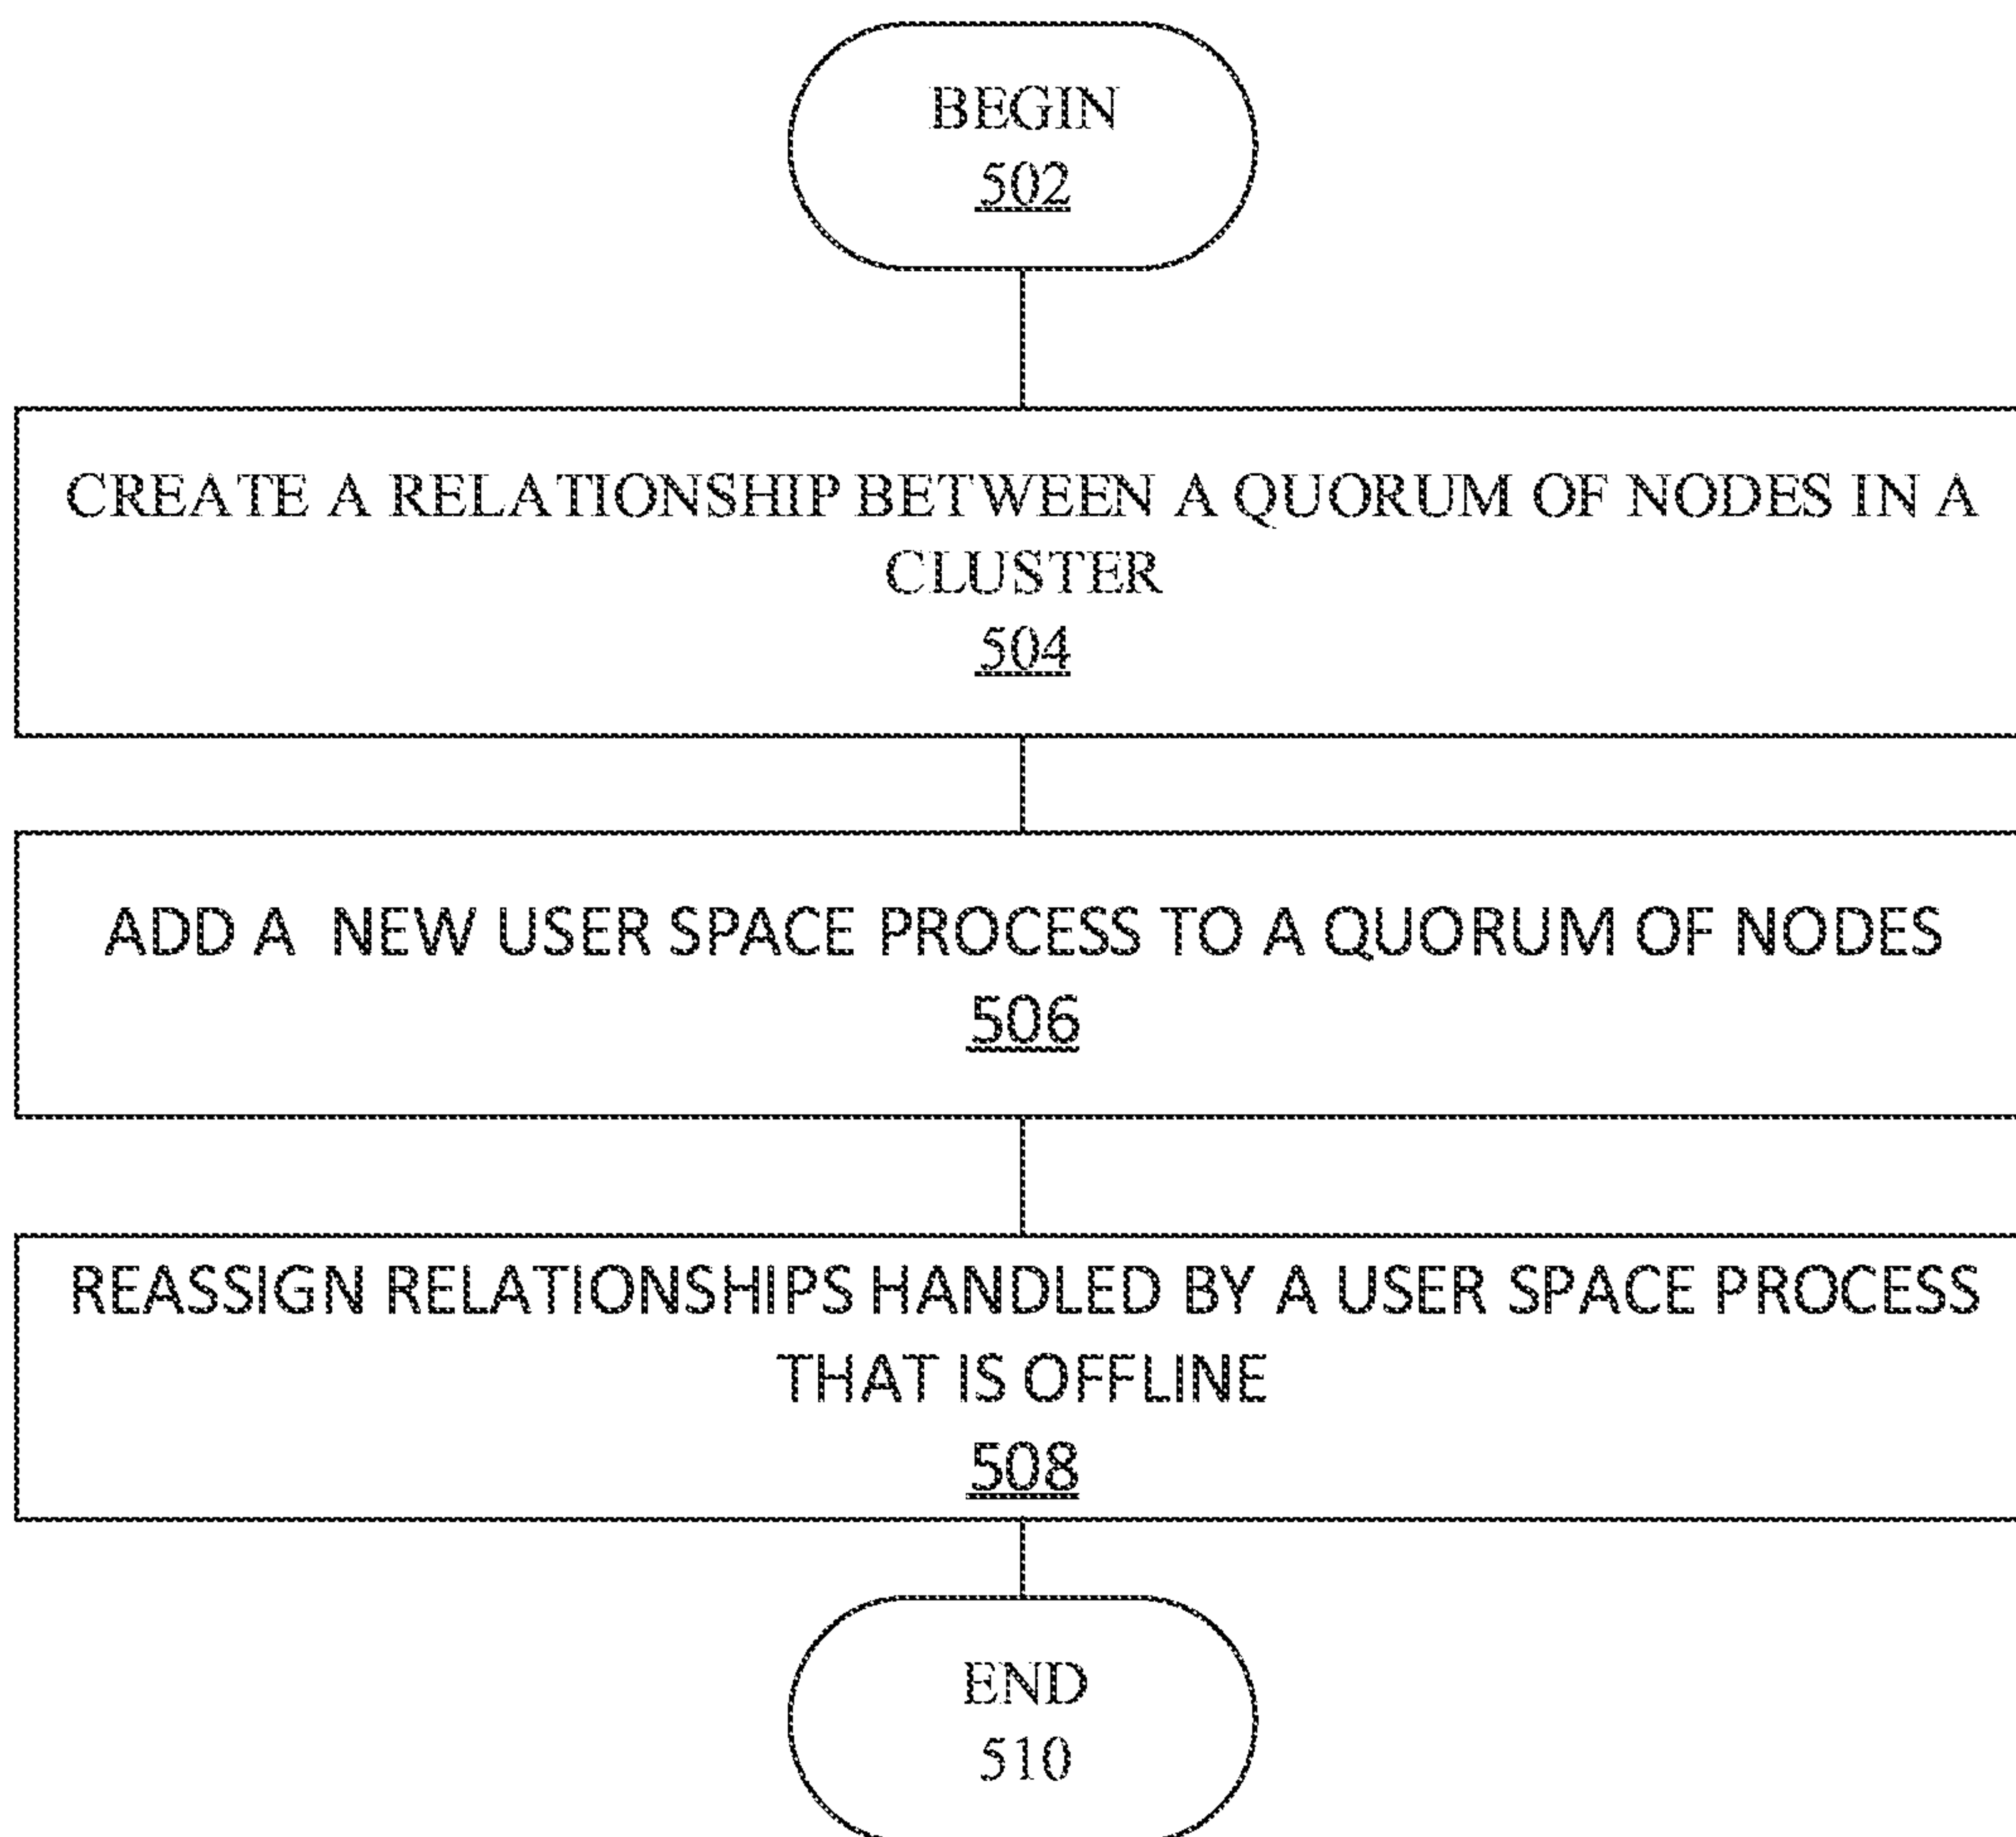 BEGIN
502
CREATE A RELATIONSHIP BETWEEN A QUORUM OF NODES IN A
CLUSTER
504
ADD A  NEW USER SPACE PROCESS TO A QUORUM OF NODES
506
REASSIGN RELATIONSHIPS HANDLED BY A USER SPACE PROCESS
THAT IS OFFLINE
508
END
510